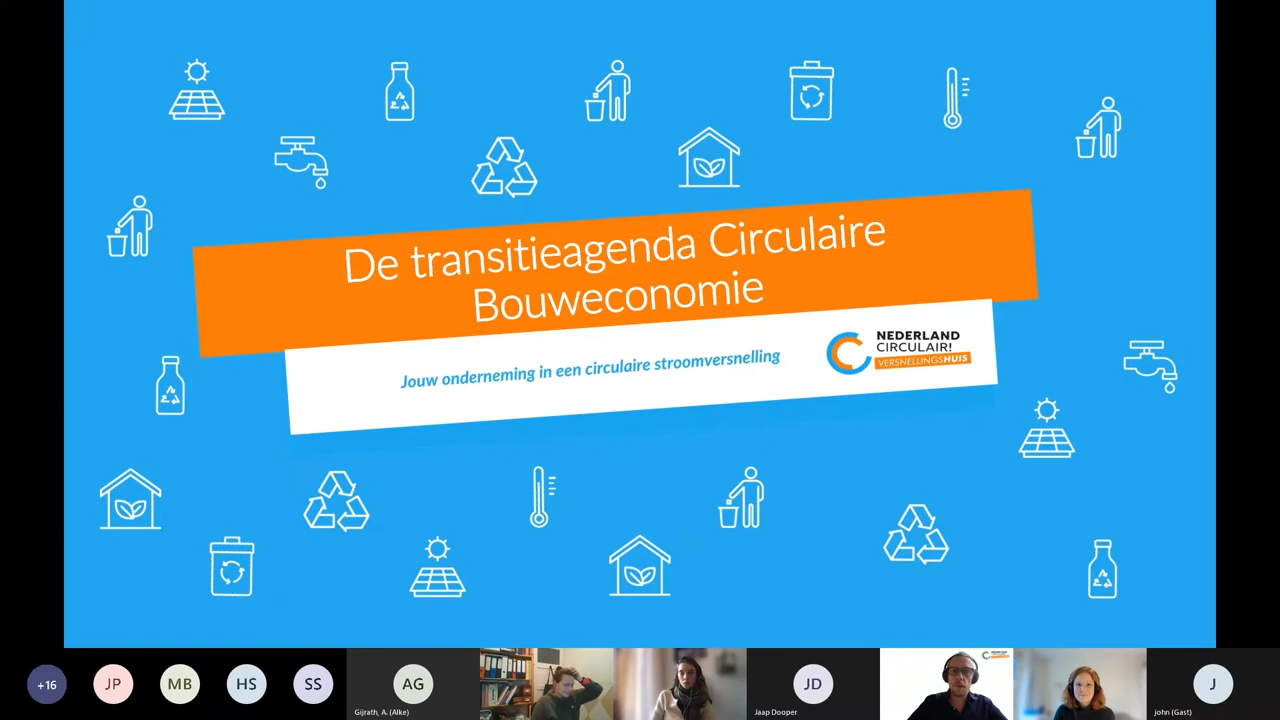 De transitieagenda Circulaire
Bouweconomie
Jouw onderneming in een circulaire stroomversnelling
NEDERLAND
CIRCULAIR!
VERSNELLINGSHUIS
+16
JP
MB
HS
SS
AG
Gijrath, A. (Alke)
JD
Jaap Dooper
J
john (Gast)